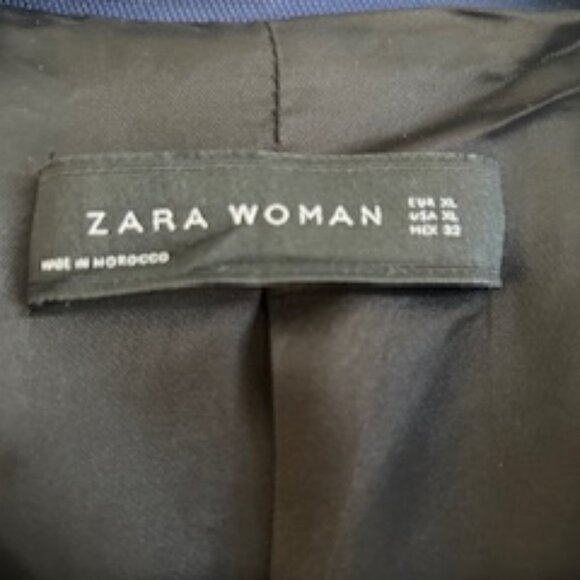 ZARA WOMAN
EUR XL
USA XL
MEX 32
MADE IN MOROCCO